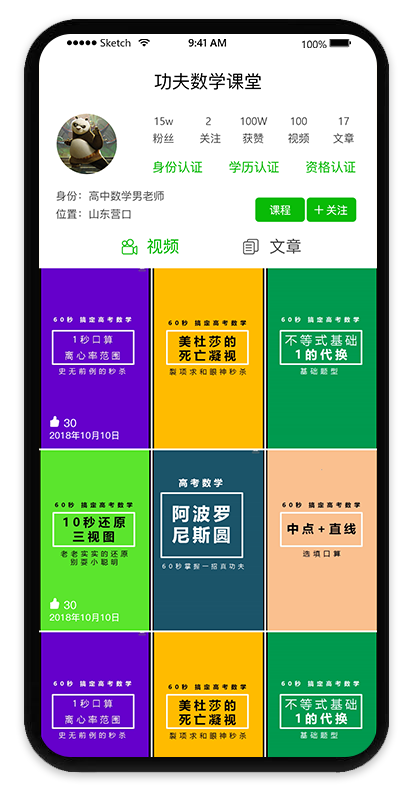 Sketch 9:41 AM 100%
功夫数学课堂
15w 2 100W 100 17
粉丝 关注 获赞 视频 文章
身份认证 学历认证 资格认证
身份：高中数学男老师
位置：山东营口
课程 +关注
视频 文章
60秒 搞定高考数学
1秒口算
离心率范围
史无前例的秒杀
30
2018年10月10日
60秒 搞定高考数学
美杜莎的
死亡凝视
裂项求和眼神秒杀
60秒 搞定高考数学
不等式基础
1的代换
基础题型
60秒 搞定高考数学
10秒还原
三视图
老老实实的还原
别耍小聪明
30
2018年10月10日
高考数学
阿波罗
尼斯圆
60秒掌握一招真功夫
60秒 搞定高考数学
中点+直线
选填口算
60秒 搞定高考数学
1秒口算
离心率范围
史无前例的秒杀
60秒 搞定高考数学
美杜莎的
死亡凝视
裂项求和眼神秒杀
60秒 搞定高考数学
不等式基础
1的代换
基础题型